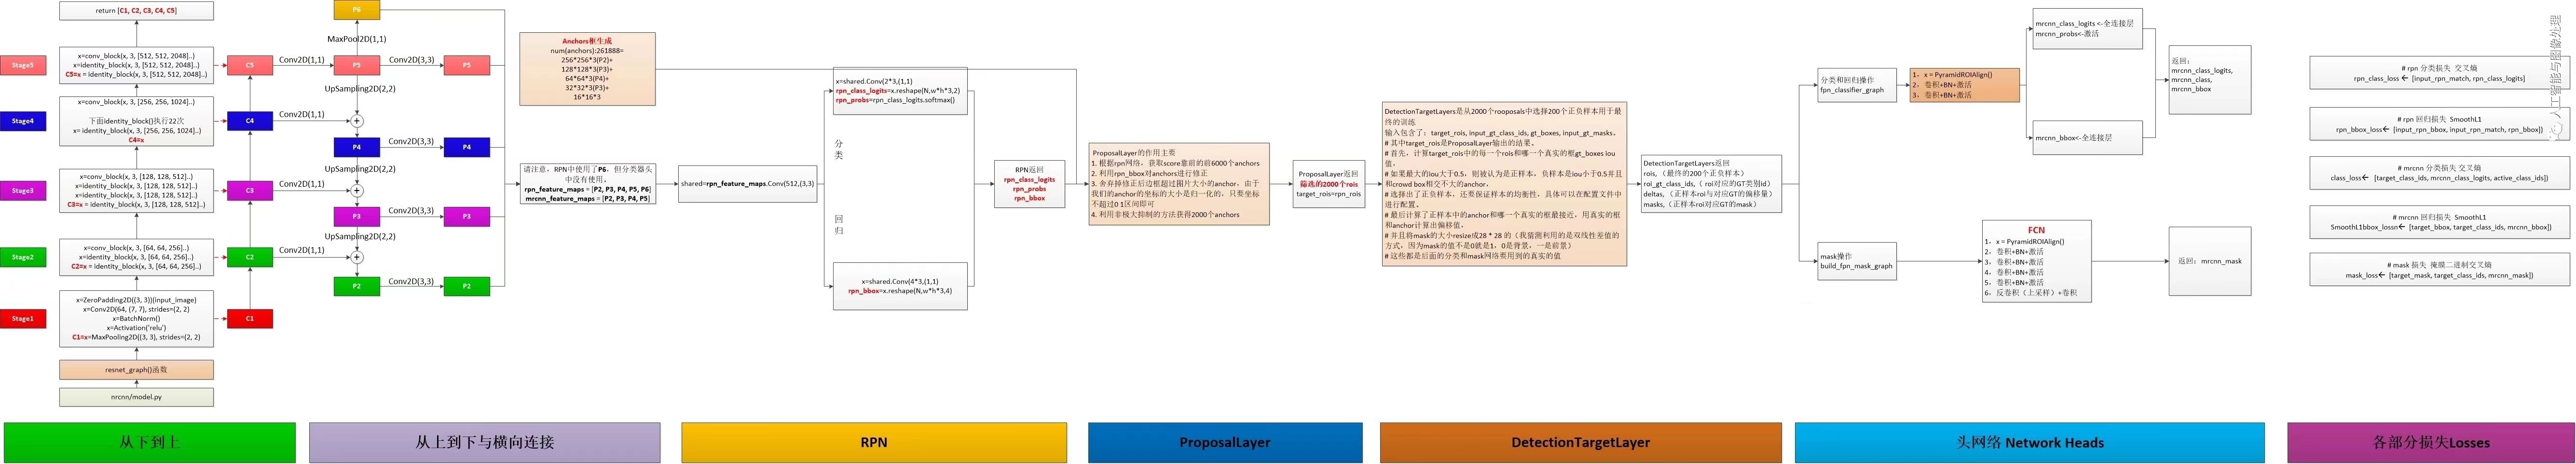 return [C1, C2, C3, C4, C5]
Stage5
x=conv_block(x, 3, [512, 512, 2048]..)
x=identity_block(x, 3, [512, 512, 2048]..)
C5=x = identity_block(x, 3, [512, 512, 2048]..)
C5
Stage4
x=conv_block(x, 3, [256, 256, 1024]..)
下面identity_block()执行22次
x= identity_block(x, 3, [256, 256, 1024]..)
C4=x
C4
Stage3
x=conv_block(x, 3, [128, 128, 512]..)
x=identity_block(x, 3, [128, 128, 512]..)
x=identity_block(x, 3, [128, 128, 512]..)
C3=x = identity_block(x, 3, [128, 128, 512]..)
C3
Stage2
x=conv_block(x, 3, [64, 64, 256]..)
x=identity_block(x, 3, [64, 64, 256]..)
C2=x = identity_block(x, 3, [64, 64, 256]..)
C2
Stage1
x=ZeroPadding2D((3, 3))(input_image)
x=Conv2D(64, (7, 7), strides=(2, 2)
x=BatchNorm()
x=Activation('relu')
C1=x=MaxPooling2D((3, 3), strides=(2, 2)
C1
resnet_graph()函数
nrcnn/model.py
从下到上
P6
MaxPool2D(1,1)
Conv2D(1,1)
P5
Conv2D(3,3)
P5
UpSampling2D(2,2)
Conv2D(1,1)
P4
Conv2D(3,3)
P4
UpSampling2D(2,2)
Conv2D(1,1)
P3
Conv2D(3,3)
P3
UpSampling2D(2,2)
Conv2D(1,1)
P2
Conv2D(3,3)
P2
Anchors框生成
num(anchors):261888=
256*256*3(P2)+
128*128*3(P3)+
64*64*3(P4)+
32*32*3(P3)+
16*16*3
请注意，RPN中使用了P6，但分类器头
中没有使用。
rpn_feature_maps = [P2, P3, P4, P5, P6]
mrcnn_feature_maps = [P2, P3, P4, P5]
从上到下与横向连接
shared=rpn_feature_maps.Conv(512,(3,3)
x=shared.Conv(2*3,(1,1)
rpn_class_logits=x.reshape(N,w*h*3,2)
rpn_probs=rpn_class_logits.softmax()
分
类
回
归
x=shared.Conv(4*3,(1,1)
rpn_bbox=x.reshape(N,w*h*3,4)
RPN返回
rpn_class_logits
rpn_probs
rpn_bbox
RPN
ProposalLayer的作用主要
1. 根据rpn网络，获取score靠前的前6000个anchors
2. 利用rpn_bbox对anchors进行修正
3. 舍弃掉修正后边框超过图片大小的anchor，由于
我们的anchor的坐标的大小是归一化的，只要坐标
不超过0 1区间即可
4. 利用非极大抑制的方法获得2000个anchors
ProposalLayer返回
筛选的2000个rois
target_rois=rpn_rois
ProposalLayer
DetectionTargetLayers是从2000个rooposals中选择200个正负样本用于最
终的训练
输入包含了：target_rois, input_gt_class_ids, gt_boxes, input_gt_masks。
# 其中target_rois是ProposalLayer输出的结果。
# 首先，计算target_rois中的每一个rois和哪一个真实的框gt_boxes iou
值。
# 如果最大的iou大于0.5，则被认为是正样本，负样本是iou小于0.5并且
和crowd box相交不大的anchor，
# 选择出了正负样本，还要保证样本的均衡性，具体可以在配置文件中
进行配置。
# 最后计算了正样本中的anchor和哪一个真实的框最接近，用真实的框
和anchor计算出偏移值，
# 并且将mask的大小resize成28 * 28 的（我猜测利用的是双线性差值的
方式，因为mask的值不是0就是1，0是背景，一是前景）
# 这些都是后面的分类和mask网络要用到的真实的值
DetectionTargetLayers返回
rois, （最终的200个正负样本）
roi_gt_class_ids,（ roi对应的GT类别id）
deltas,（正样本roi与对应GT的偏移量）
masks,（正样本roi对应GT的mask）
DetectionTargetLayer
分类和回归操作
fpn_classifier_graph
1， x = PyramidROIAlign()
2， 卷积+BN+激活
3， 卷积+BN+激活
mrcnn_class_logits <-全连接层
mrcnn_probs<-激活
mrcnn_bbox<-全连接层
返回：
mrcnn_class_logits,
mrcnn_class,
mrcnn_bbox
mask操作
build_fpn_mask_graph
FCN
1， x = PyramidROIAlign()
2， 卷积+BN+激活
3， 卷积+BN+激活
4， 卷积+BN+激活
5， 卷积+BN+激活
6， 反卷积（上采样）+卷积
返回：mrcnn_mask
头网络 Network Heads
# rpn 分类损失 交叉熵
rpn_class_loss← [input_rpn_match, rpn_class_logits]
# rpn 回归损失 SmoothL1
rpn_bbox_loss← [input_rpn_bbox, input_rpn_match, rpn_bbox])
# mrcnn 分类损失 交叉熵
class_loss← [target_class_ids, mrcnn_class_logits, active_class_ids])
# mrcnn 回归损失 SmoothL1
SmoothL1bbox_lossn← [target_bbox, target_class_ids, mrcnn_bbox])
# mask 损失 掩膜二进制交叉熵
mask_loss← [target_mask, target_class_ids, mrcnn_mask])
各部分损失Losses
人工智能与图像处理